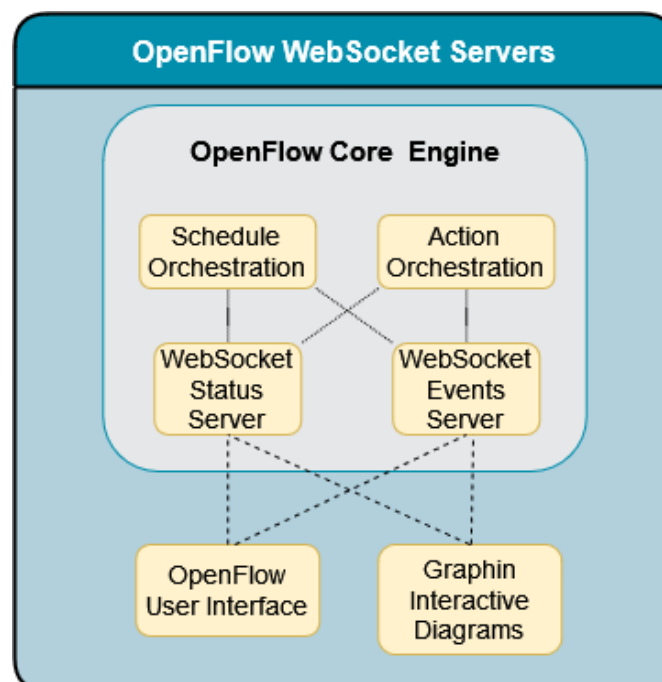 OpenFlow WebSocket Servers
OpenFlow Core Engine
Schedule
Orchestration
Action
Orchestration
WebSocket
Status
Server
WebSocket
Events
Server
OpenFlow
User Interface
Graphin
Interactive
Diagrams